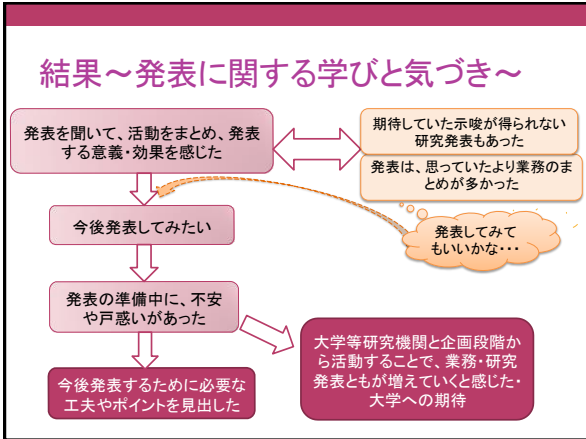 結果～発表に関する学びと気づき～
発表を聞いて、活動をまとめ、発表
する意義・効果を感じた
期待していた示唆が得られない
研究発表もあった
発表は、思っていたより業務のま
とめが多かった
今後発表してみたい
発表してみて
もいいかな・・・
発表の準備中に、不安
や戸惑いがあった
大学等研究機関と企画段階か
ら活動することで、業務・研究
発表ともが増えていくと感じた・
大学への期待
今後発表するために必要な
工夫やポイントを見出した